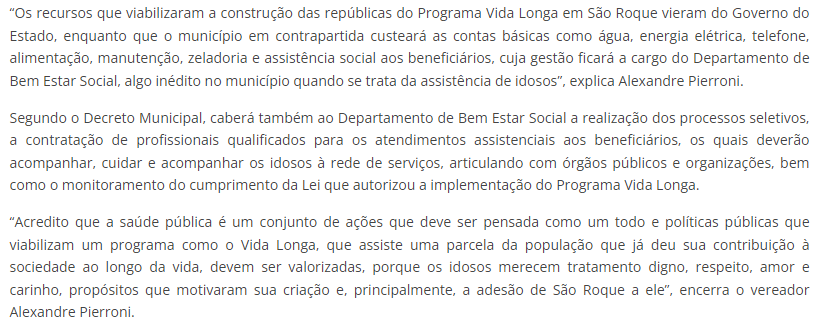 “Os recursos que viabilizaram a construção das repúblicas do Programa Vida Longa em São Roque vieram do Governo do
Estado, enquanto que o município em contrapartida custeará as contas básicas como água, energia elétrica, telefone,
alimentação, manutenção, zeladoria e assistência social aos beneficiários, cuja gestão ficará a cargo do Departamento de
Bem Estar Social, algo inédito no município quando se trata da assistência de idosos”, explica Alexandre Pierroni.
Segundo o Decreto Municipal, caberá também ao Departamento de Bem Estar Social a realização dos processos seletivos,
a contratação de profissionais qualificados para os atendimentos assistenciais aos beneficiários, os quais deverão
acompanhar, cuidar e acompanhar os idosos à rede de serviços, articulando com órgãos públicos e organizações, bem
como o monitoramento do cumprimento da Lei que autorizou a implementação do Programa Vida Longa.
“Acredito que a saúde pública é um conjunto de ações que deve ser pensada como um todo e políticas públicas que
viabilizam um programa como o Vida Longa, que assiste uma parcela da população que já deu sua contribuição à
sociedade ao longo da vida, devem ser valorizadas, porque os idosos merecem tratamento digno, respeito, amor e
carinho, propósitos que motivaram sua criação e, principalmente, a adesão de São Roque a ele”, encerra o vereador
Alexandre Pierroni.